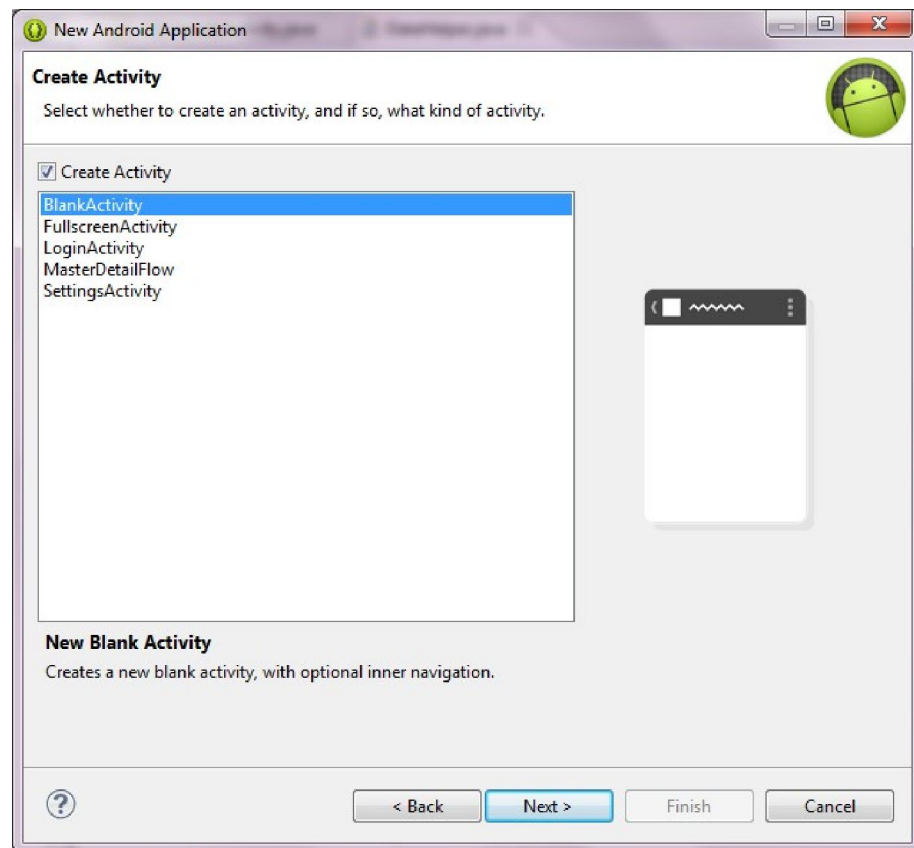 New Android Application
Create Activity
Select whether to create an activity, and if so, what kind of activity.
Create Activity
BlankActivity
FullscreenActivity
LoginActivity
MasterDetailFlow
SettingsActivity
New Blank Activity
Creates a new blank activity, with optional inner navigation.
?
< Back
Next >
Finish
Cancel